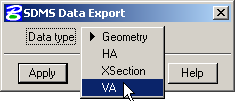 SDMS Data Export
Data type
Geometry
HA
XSection
VA
Apply
Help